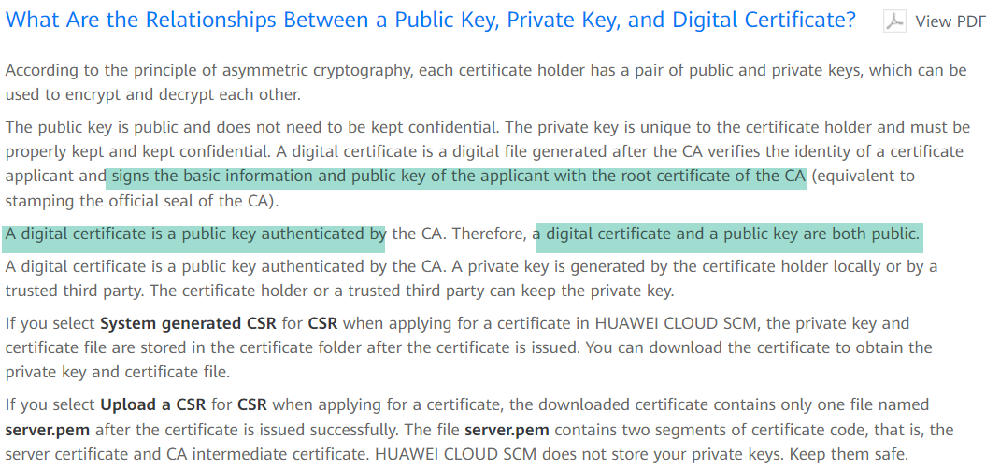 What Are the Relationships Between a Public Key, Private Key, and Digital Certificate?
View PDF
According to the principle of asymmetric cryptography, each certificate holder has a pair of public and private keys, which can be
used to encrypt and decrypt each other.
The public key is public and does not need to be kept confidential. The private key is unique to the certificate holder and must be
properly kept and kept confidential. A digital certificate is a digital file generated after the CA verifies the identity of a certificate
applicant and signs the basic information and public key of the applicant with the root certificate of the CA (equivalent to
stamping the official seal of the CA).
A digital certificate is a public key authenticated by the CA. Therefore, a digital certificate and a public key are both public.
A digital certificate is a public key authenticated by the CA. A private key is generated by the certificate holder locally or by a
trusted third party. The certificate holder or a trusted third party can keep the private key.
If you select System generated CSR for CSR when applying for a certificate in HUAWEI CLOUD SCM, the private key and
certificate file are stored in the certificate folder after the certificate is issued. You can download the certificate to obtain the
private key and certificate file.
If you select Upload a CSR for CSR when applying for a certificate, the downloaded certificate contains only one file named
server.pem after the certificate is issued successfully. The file server.pem contains two segments of certificate code, that is, the
server certificate and CA intermediate certificate. HUAWEI CLOUD SCM does not store your private keys. Keep them safe.